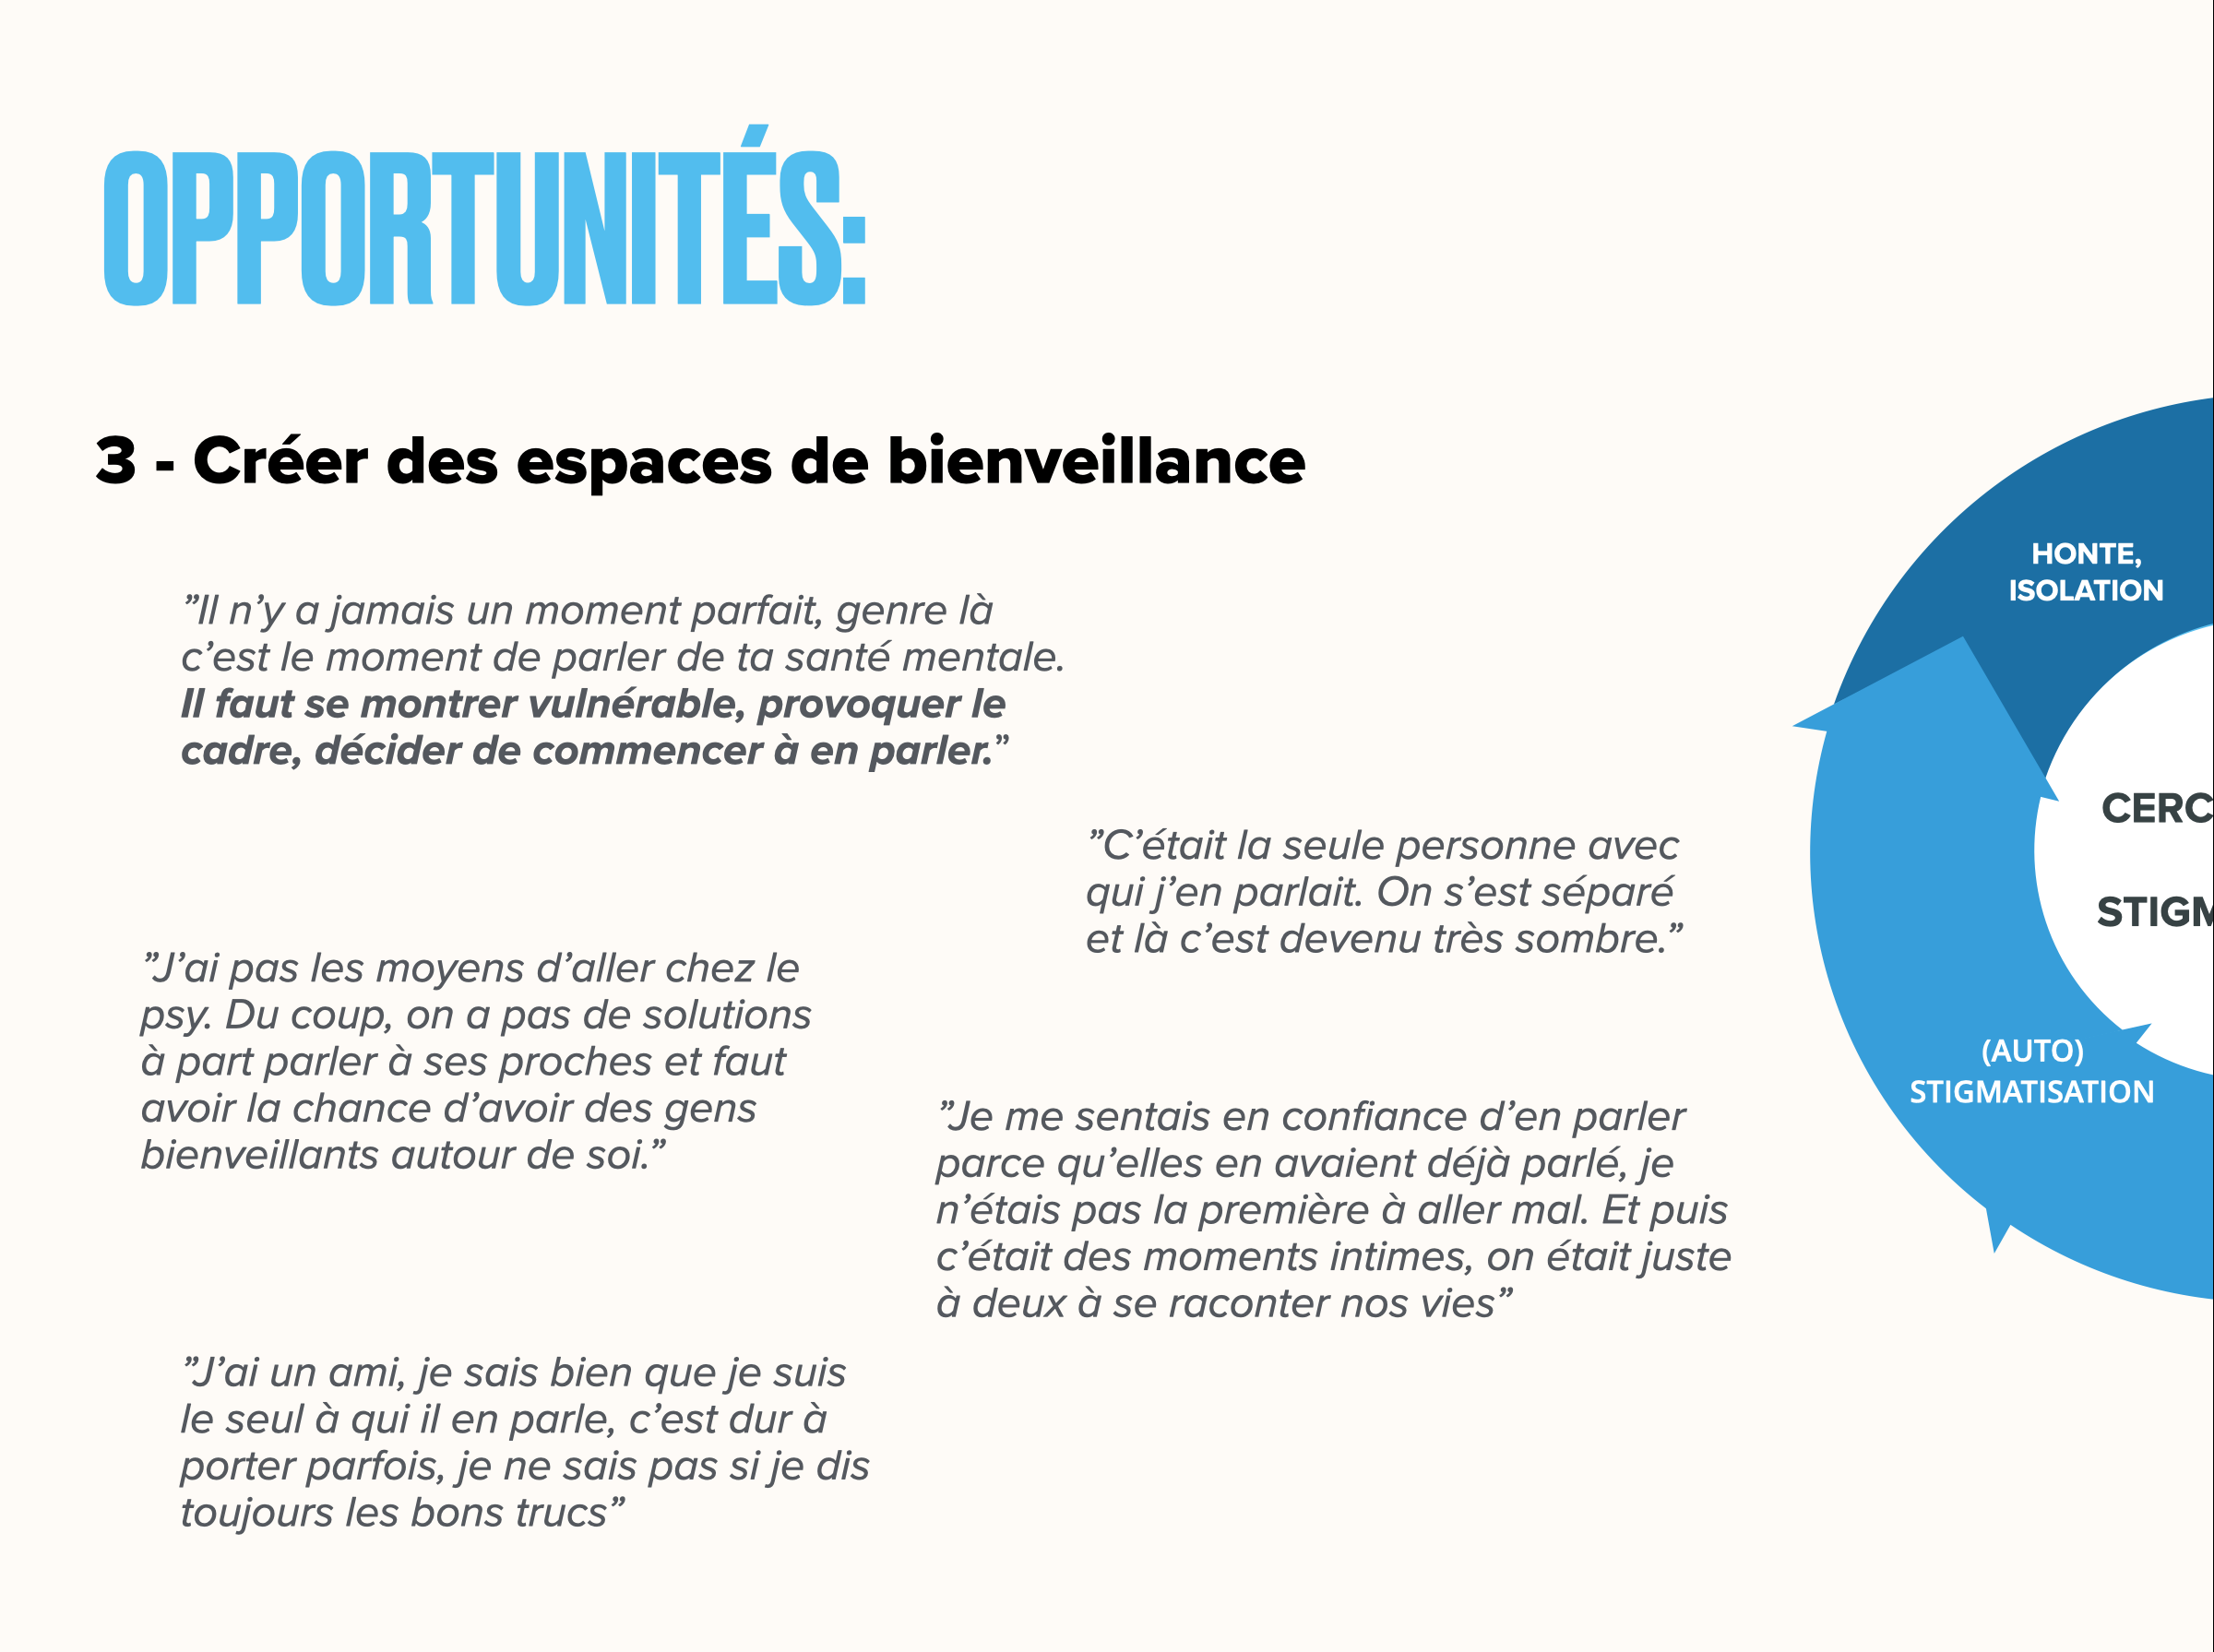 OPPORTUNITÉS:
3 - Créer des espaces de bienveillance
”Il n’y a jamais un moment parfait, genre là
c’est le moment de parler de ta santé mentale.
Il faut se montrer vulnérable, provoquer le
cadre, décider de commencer à en parler.”
”C’était la seule personne avec
qui j’en parlait. On s’est séparé
et là c’est devenu très sombre.”
”J’ai pas les moyens d’aller chez le
psy. Du coup, on a pas de solutions
à part parler à ses proches et faut
avoir la chance d’avoir des gens
bienveillants autour de soi.”
”Je me sentais en confiance d’en parler
parce qu’elles en avaient déjà parlé, je
n’étais pas la première à aller mal. Et puis
c’était des moments intimes, on était juste
à deux à se raconter nos vies”
”J’ai un ami, je sais bien que je suis
le seul à qui il en parle, c’est dur à
porter parfois, je ne sais pas si je dis
toujours les bons trucs”
HONTE,
ISOLATION
CERC
STIGM
(AUTO)
STIGMATISATION